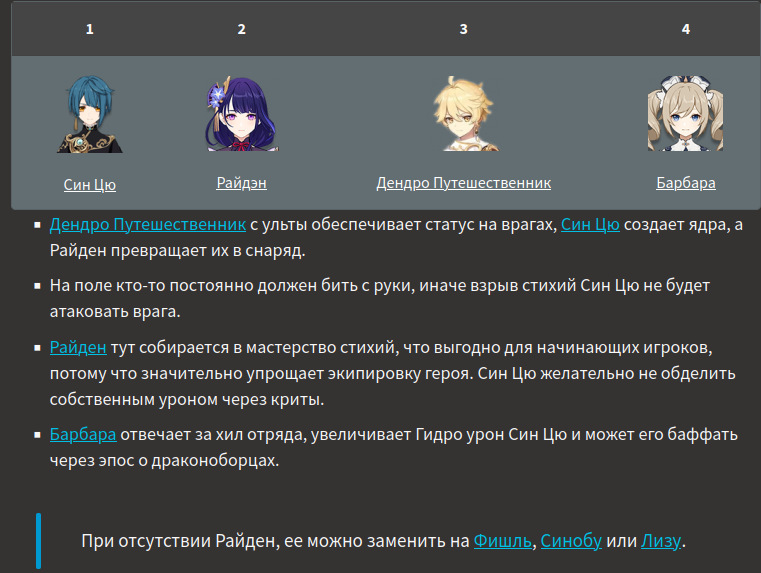 1 2 3 4
Син Цю Райдэн Дендро Путешественник Барбара
Дендро Путешественник с ульты обеспечивает статус на врагах, Син Цю создает ядра, а
Райден превращает их в снаряд.
На поле кто-то постоянно должен бить с руки, иначе взрыв стихий Син Цю не будет
атаковать врага.
Райден тут собирается в мастерство стихий, что выгодно для начинающих игроков,
потому что значительно упрощает экипировку героя. Син Цю желательно не обделить
собственным уроном через криты.
Барбара отвечает за хил отряда, увеличивает Гидро урон Син Цю и может его баффать
через эпос о драконоборцах.
При отсутствии Райден, ее можно заменить на Фишль, Синобу или Лизу.